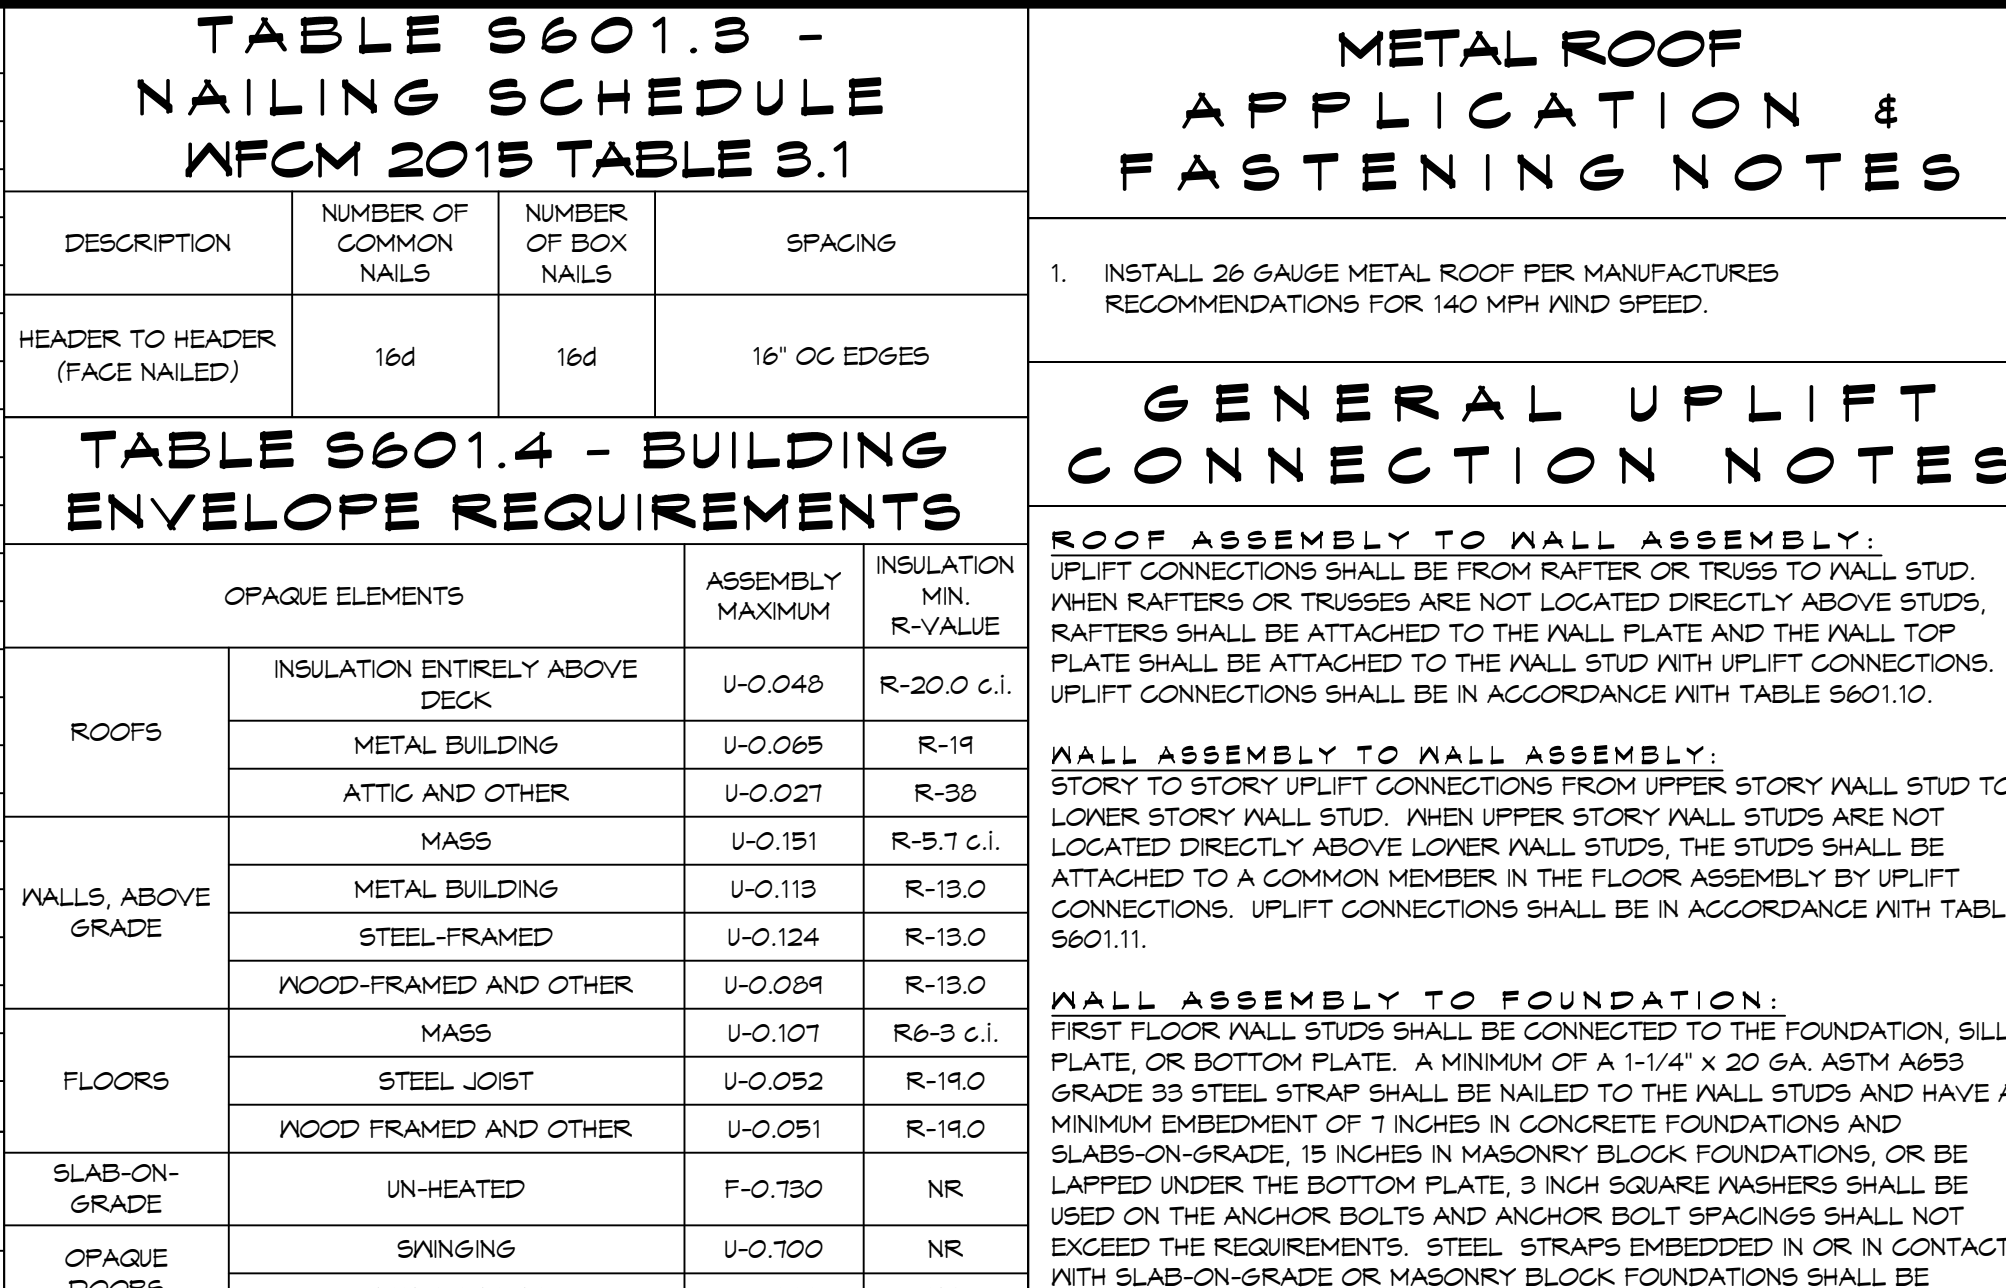 TABLE S601.3 -
NAILING SCHEDULE
WFCM 2015 TABLE 3.1
DESCRIPTION
NUMBER OF
COMMON
NAILS
NUMBER
OF BOX
NAILS
SPACING
HEADER TO HEADER
(FACE NAILED)
16d
16d
16" OC EDGES
TABLE S601.4 - BUILDING
ENVELOPE REQUIREMENTS
OPAQUE ELEMENTS
ASSEMBLY
MAXIMUM
INSULATION
MIN.
R-VALUE
ROOFS
INSULATION ENTIRELY ABOVE
DECK
U-0.048
R-20.0 c.i.
METAL BUILDING
U-0.065
R-19
ATTIC AND OTHER
U-0.027
R-38
WALLS, ABOVE
GRADE
MASS
U-0.151
R-5.7 c.i.
METAL BUILDING
U-0.113
R-13.0
STEEL-FRAMED
U-0.124
R-13.0
WOOD-FRAMED AND OTHER
U-0.089
R-13.0
FLOORS
MASS
U-0.107
R6-3 c.i.
STEEL JOIST
U-0.052
R-19.0
WOOD FRAMED AND OTHER
U-0.051
R-19.0
SLAB-ON-
GRADE
UN-HEATED
F-0.730
NR
OPAQUE
DOORS
SWINGING
U-0.700
NR
METAL ROOF
APPLICATION &
FASTENING NOTES
1. INSTALL 26 GAUGE METAL ROOF PER MANUFACTURES
RECOMMENDATIONS FOR 140 MPH WIND SPEED.
GENERAL UPLIFT
CONNECTION NOTES
ROOF ASSEMBLY TO WALL ASSEMBLY:
UPLIFT CONNECTIONS SHALL BE FROM RAFTER OR TRUSS TO WALL STUD.
WHEN RAFTERS OR TRUSSES ARE NOT LOCATED DIRECTLY ABOVE STUDS,
RAFTERS SHALL BE ATTACHED TO THE WALL PLATE AND THE WALL TOP
PLATE SHALL BE ATTACHED TO THE WALL STUD WITH UPLIFT CONNECTIONS.
UPLIFT CONNECTIONS SHALL BE IN ACCORDANCE WITH TABLE S601.10.
WALL ASSEMBLY TO WALL ASSEMBLY:
STORY TO STORY UPLIFT CONNECTIONS FROM UPPER STORY WALL STUD TO
LOWER STORY WALL STUD. WHEN UPPER STORY WALL STUDS ARE NOT
LOCATED DIRECTLY ABOVE LOWER WALL STUDS, THE STUDS SHALL BE
ATTACHED TO A COMMON MEMBER IN THE FLOOR ASSEMBLY BY UPLIFT
CONNECTIONS. UPLIFT CONNECTIONS SHALL BE IN ACCORDANCE WITH TABL
S601.11.
WALL ASSEMBLY TO FOUNDATION:
FIRST FLOOR WALL STUDS SHALL BE CONNECTED TO THE FOUNDATION, SILL
PLATE, OR BOTTOM PLATE. A MINIMUM OF A 1-1/4" x 20 GA. ASTM A653
GRADE 33 STEEL STRAP SHALL BE NAILED TO THE WALL STUDS AND HAVE A
MINIMUM EMBEDMENT OF 7 INCHES IN CONCRETE FOUNDATIONS AND
SLABS-ON-GRADE, 15 INCHES IN MASONRY BLOCK FOUNDATIONS, OR BE
LAPPED UNDER THE BOTTOM PLATE, 3 INCH SQUARE WASHERS SHALL BE
USED ON THE ANCHOR BOLTS AND ANCHOR BOLT SPACINGS SHALL NOT
EXCEED THE REQUIREMENTS. STEEL STRAPS EMBEDDED IN OR IN CONTACT
WITH SLAB-ON-GRADE OR MASONRY BLOCK FOUNDATIONS SHALL BE